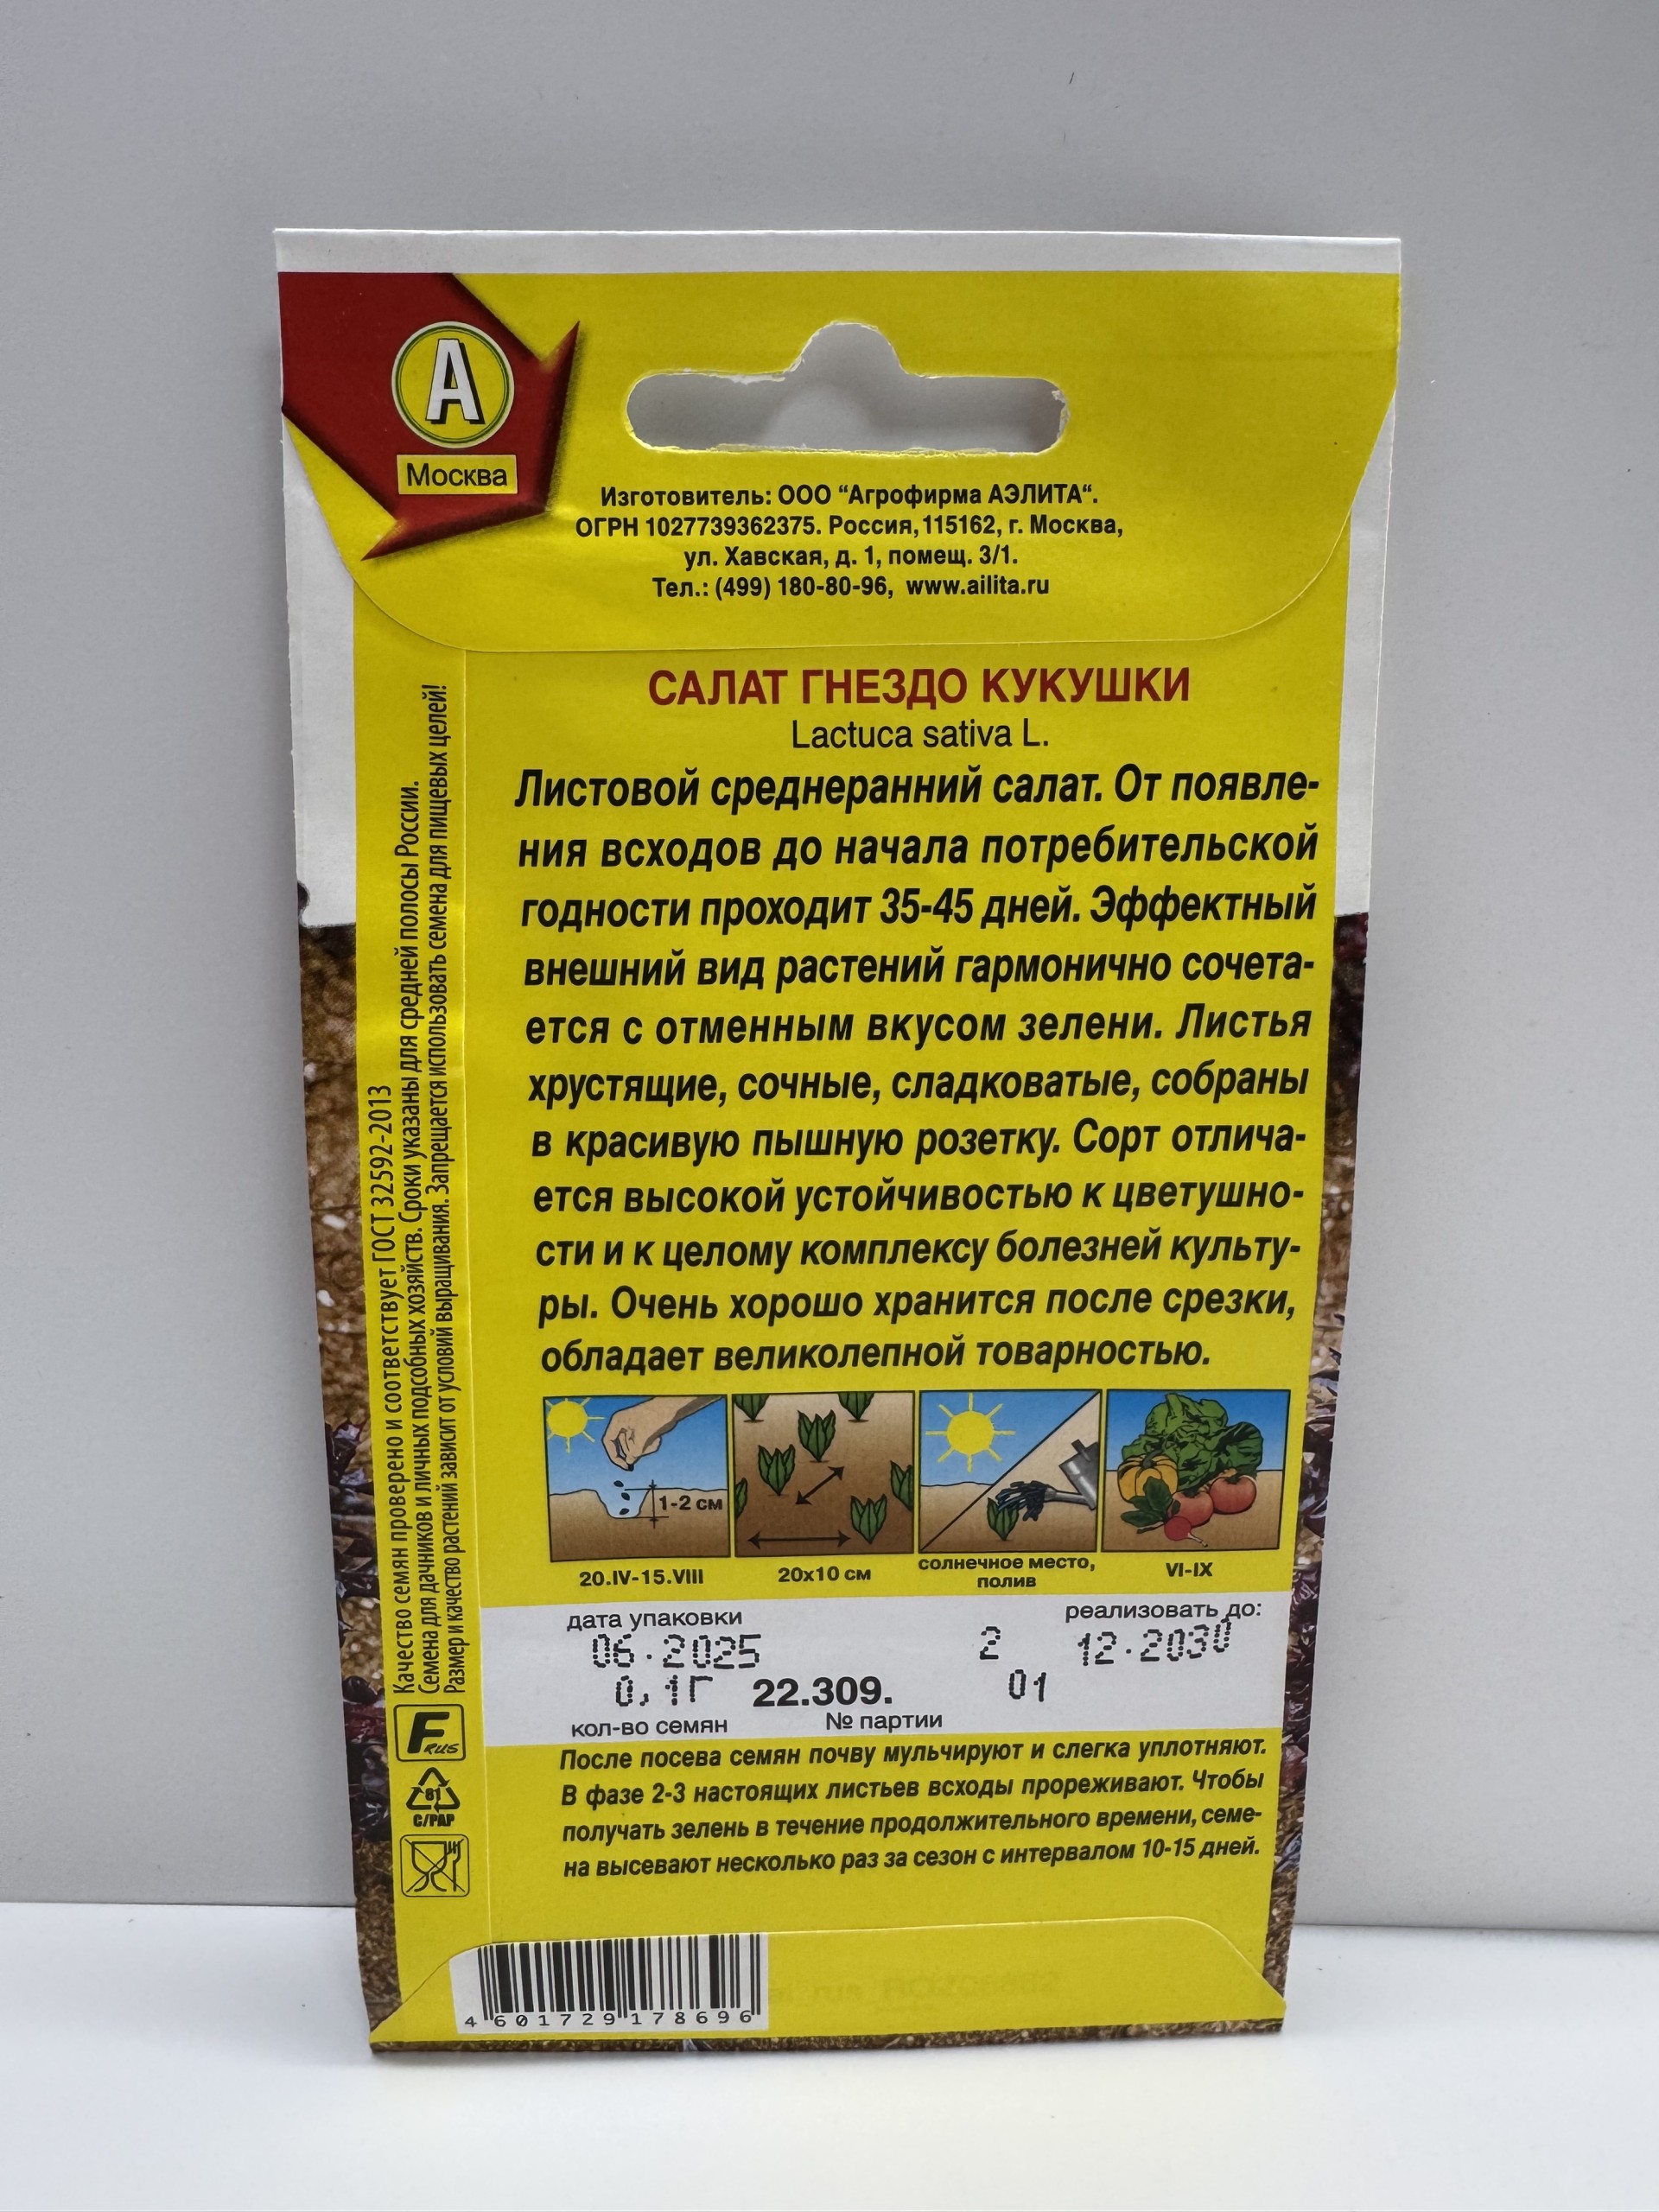 А
Москва
Изготовитель: ООО “Агрофирма АЭЛИТА“.
ОГРН 1027739362375. Россия, 115162, г. Москва,
ул. Хавская, д. 1, помещ. 3/1.
Тел.: (499) 180-80-96, www.ailita.ru
САЛАТ ГНЕЗДО КУКУШКИ
Lactuca sativa L.
Листовой среднеранний салат. От появле-
ния всходов до начала потребительской
годности проходит 35-45 дней. Эффектный
внешний вид растений гармонично сочета-
ется с отменным вкусом зелени. Листья
хрустящие, сочные, сладковатые, собраны
в красивую пышную розетку. Сорт отлича-
ется высокой устойчивостью к цветушно-
сти и к целому комплексу болезней культу-
ры. Очень хорошо хранится после срезки,
обладает великолепной товарностью.
1-2 см
20.IV-15.VIII
20x10 см
солнечное место,
полив
VI-IX
дата упаковки
реализовать до:
06.2025
2
12.2030
0,1Г
22.309.
01
кол-во семян
№ партии
После посева семян почву мульчируют и слегка уплотняют.
В фазе 2-3 настоящих листьев всходы прореживают. Чтобы
получать зелень в течение продолжительного времени, семе-
на высевают несколько раз за сезон с интервалом 10-15 дней.
Качество семян проверено и соответствует ГОСТ 32592-2013
Семена для дачников и личных подсобных хозяйств. Сроки указаны для средней полосы России.
Размер и качество растений зависит от условий выращивания. Запрещается использовать семена для пищевых целей!
F RUS
81
C/PAP
4 601729 178696